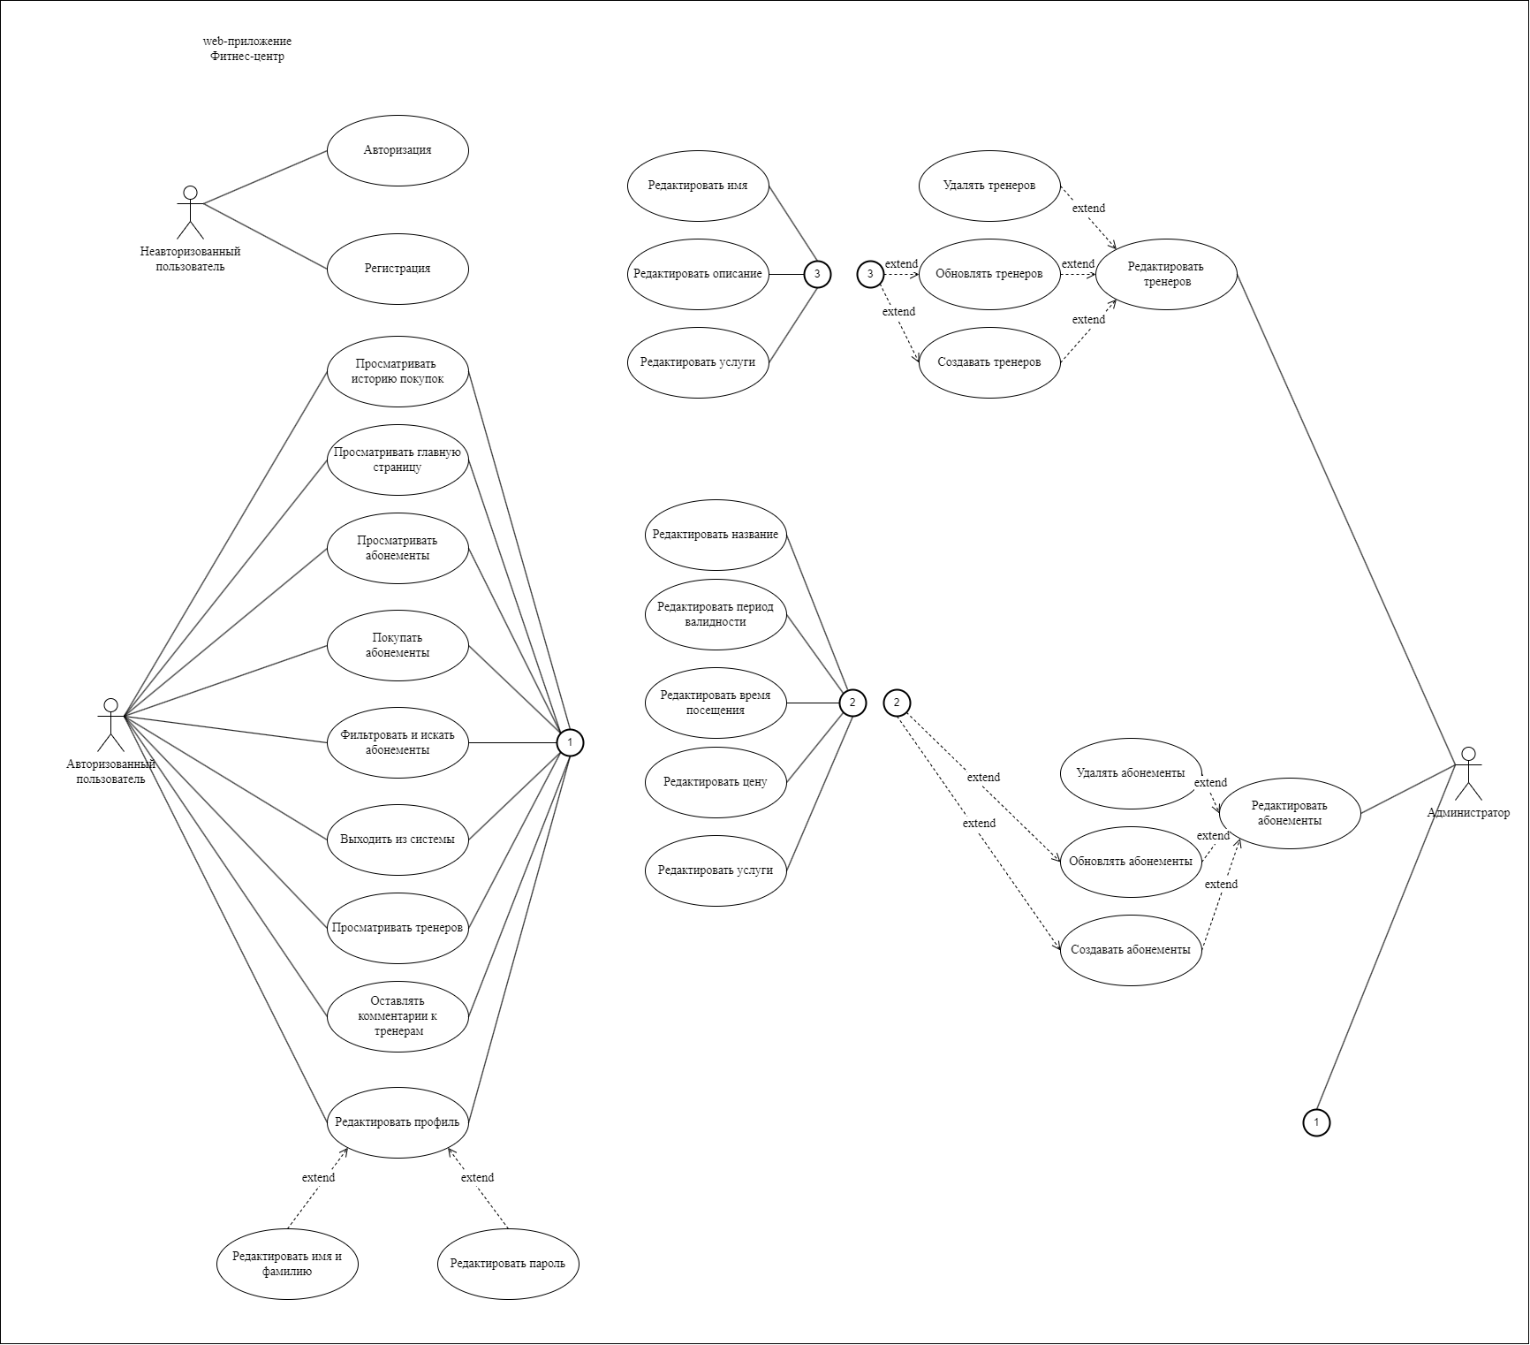 web-приложение
Фитнес-центр
Авторизация
Неавторизованный
пользователь
Регистрация
Просматривать
историю покупок
Просматривать главную
страницу
Просматривать
абонементы
Покупать
абонементы
Фильтровать и искать
абонементы
1
Авторизованный
пользователь
Выходить из системы
Просматривать тренеров
Оставлять
комментарии к
тренерам
Редактировать профиль
extend
extend
Редактировать имя и
фамилию
Редактировать пароль
Редактировать имя
Редактировать описание
3
Редактировать услуги
3
extend
extend
Удалять тренеров
extend
Обновлять тренеров
extend
Создавать тренеров
extend
Редактировать
тренеров
Редактировать название
Редактировать период
валидности
Редактировать время
посещения
2
Редактировать цену
Редактировать услуги
2
extend
extend
Удалять абонементы
extend
Обновлять абонементы
extend
Создавать абонементы
extend
Редактировать
абонементы
Администратор
1